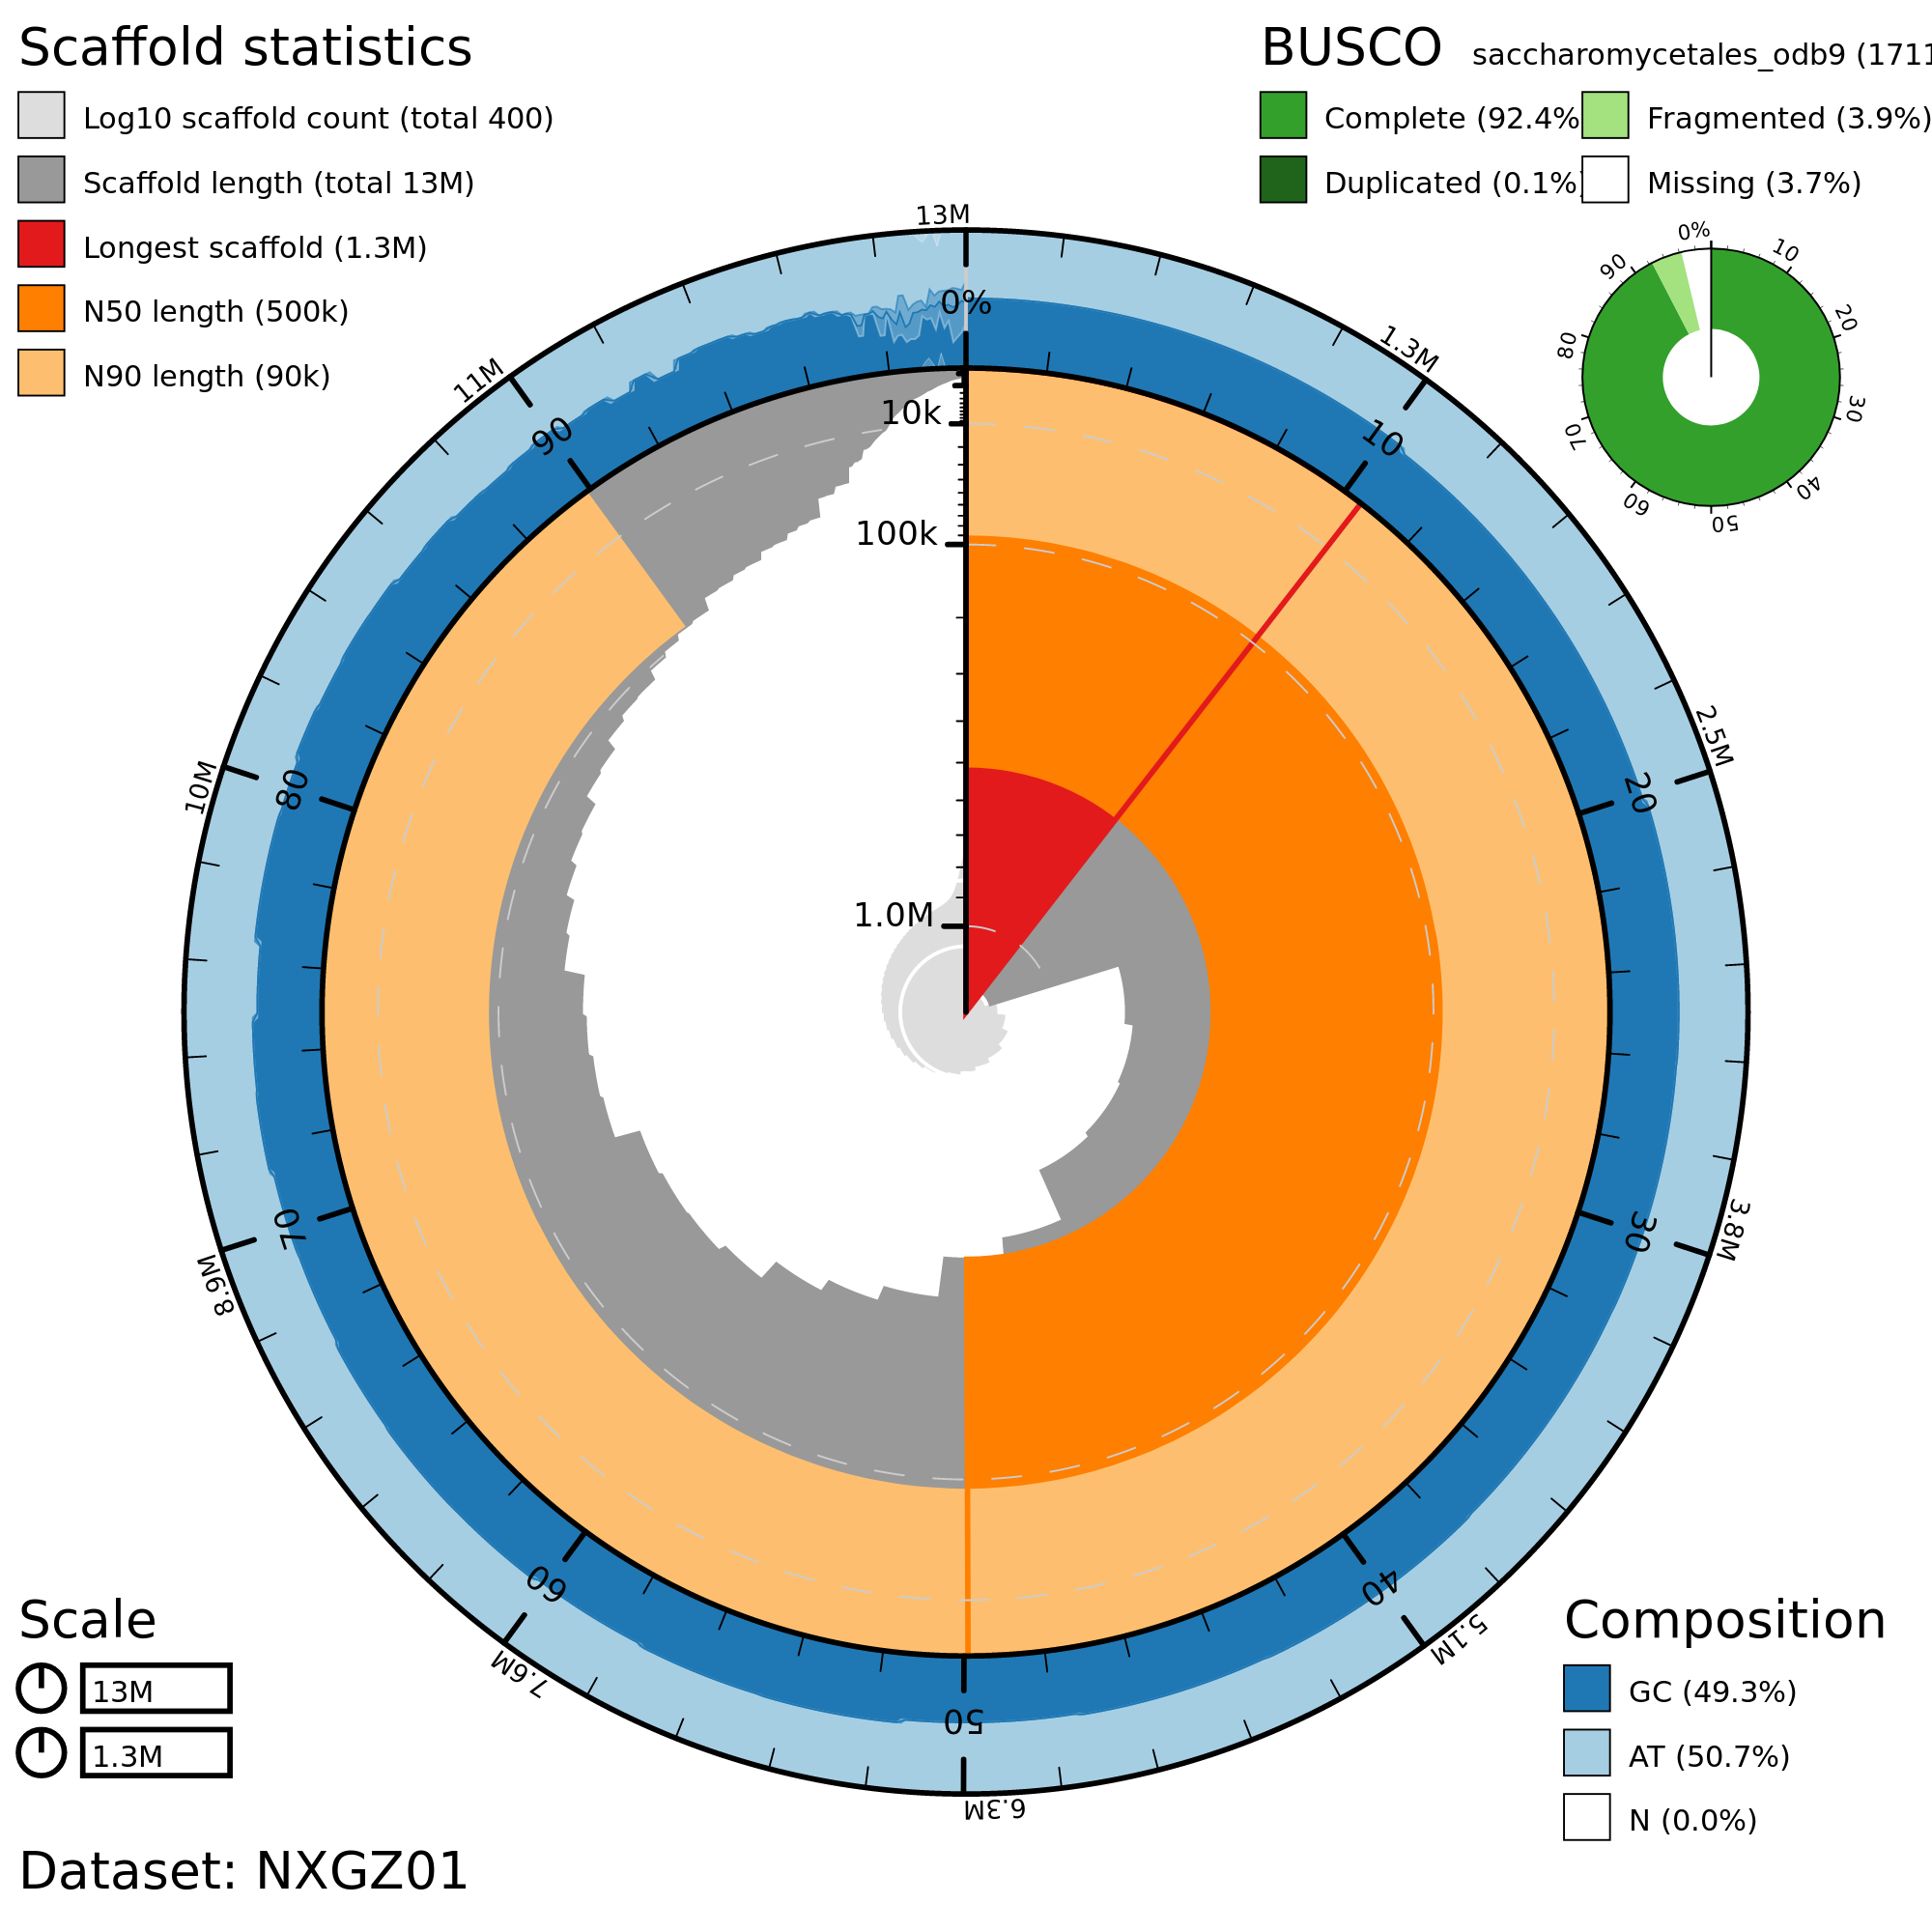 Scaffold statistics
Log10 scaffold count (total 400)
Scaffold length (total 13M)
Longest scaffold (1.3M)
N50 length (500k)
N90 length (90k)
BUSCO saccharomycetales_odb9 (1711
Complete (92.4%
Fragmented (3.9%)
Duplicated (0.1%)
Missing (3.7%)
0%
10
20
30
40
50
60
70
80
90
13M
1.3M
2.5M
3.8M
5.1M
6.3M
7.6M
8.9M
10M
11M
0%
10
20
30
40
50
60
70
80
90
10k
100k
1.0M
Scale
13M
1.3M
Composition
GC (49.3%)
AT (50.7%)
N (0.0%)
Dataset: NXGZ01